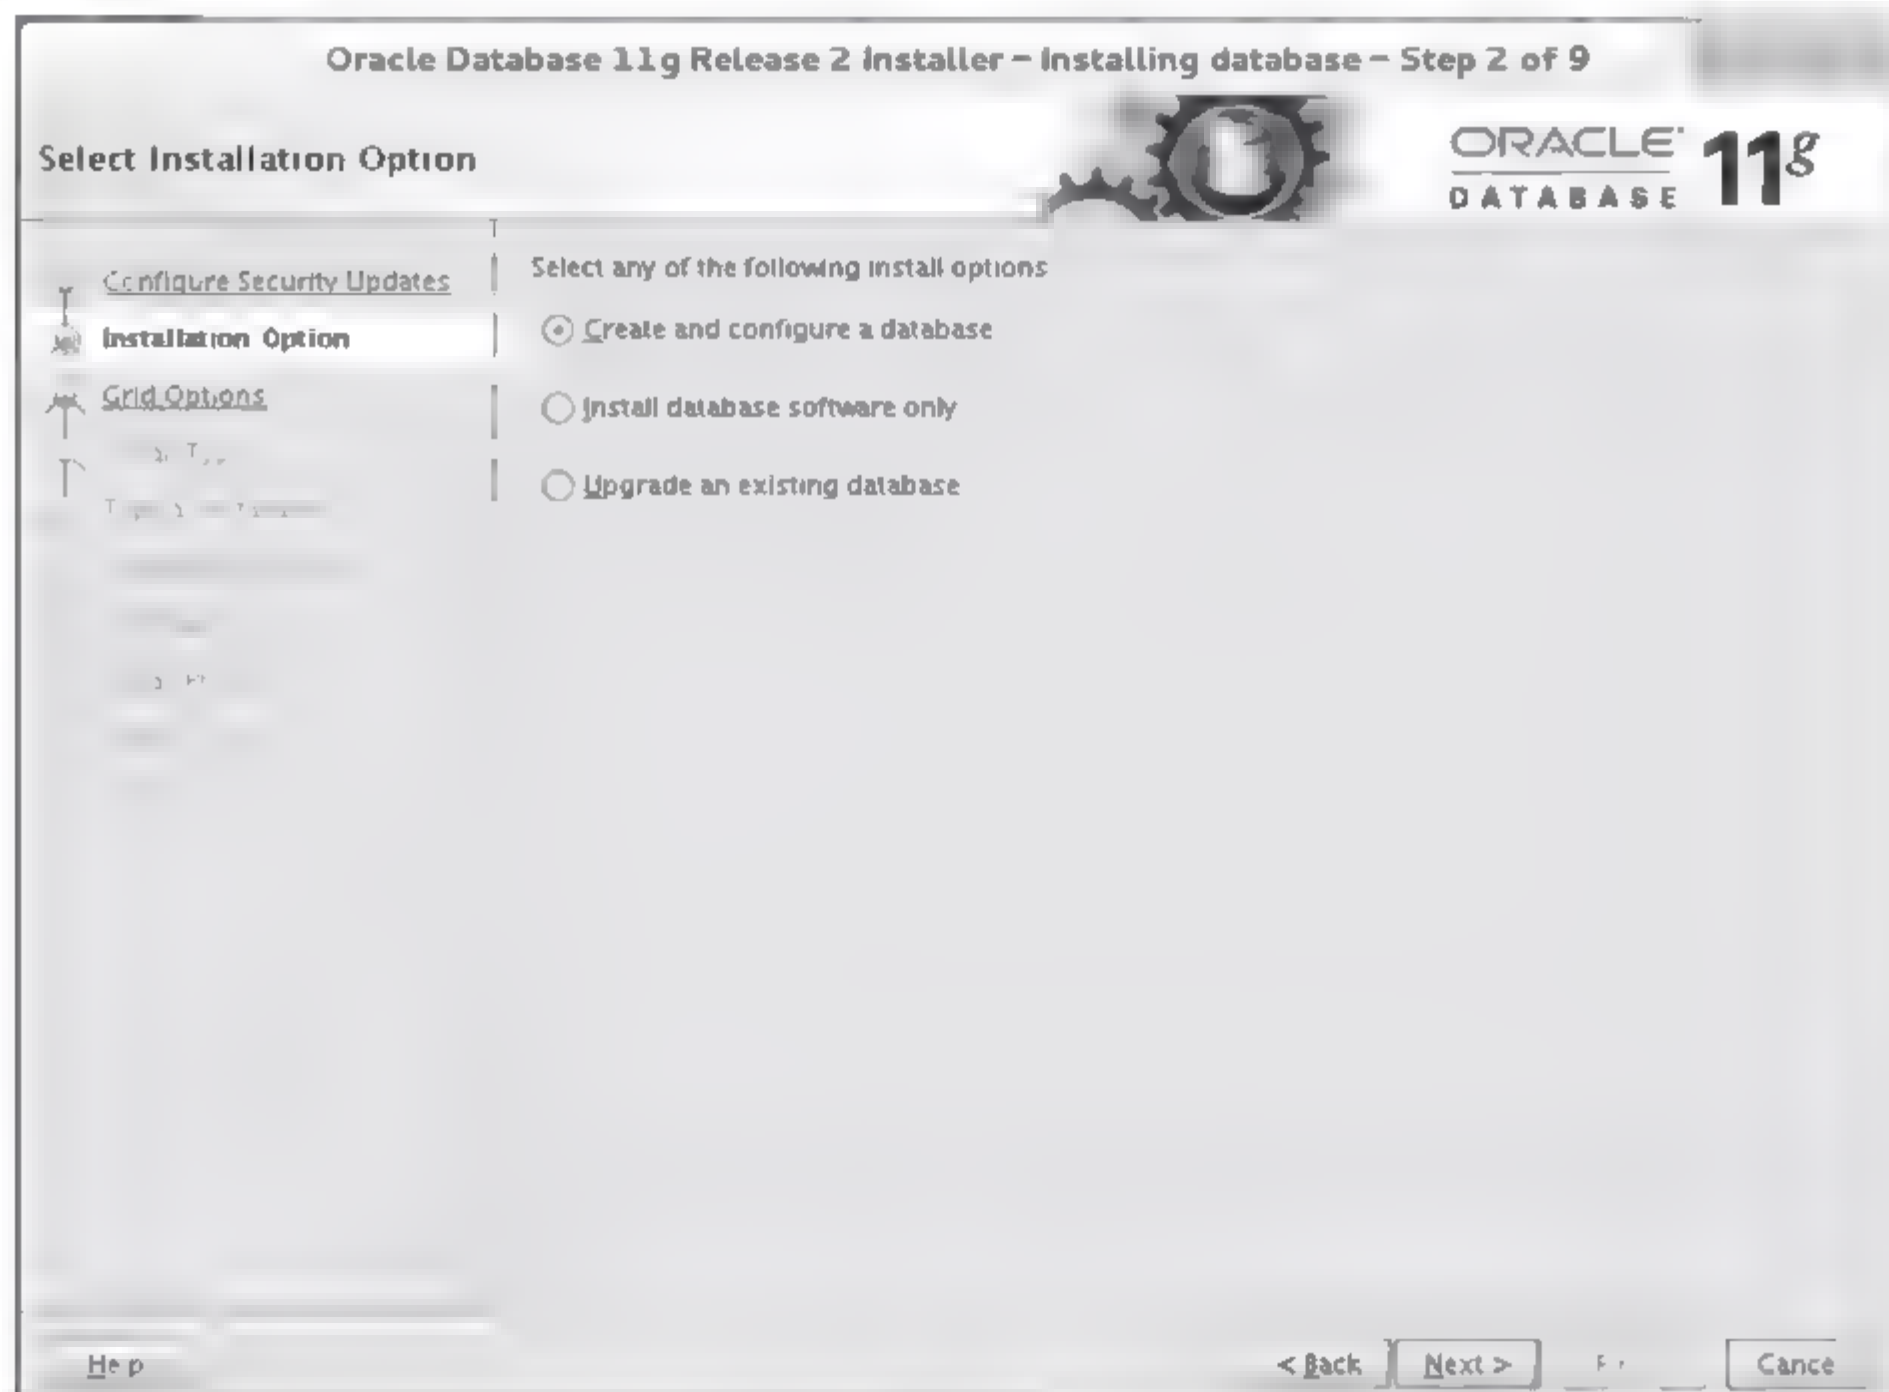 Oracle Database 11g Release 2 Installer – Installing database – Step 2 of 9
Select Installation Option
ORACLE
DATABASE 11g
Configure Security Updates
Installation Option
Grid Options
Select any of the following install options
Create and configure a database
Install database software only
Upgrade an existing database
Help
< Back
Next >
Cancel